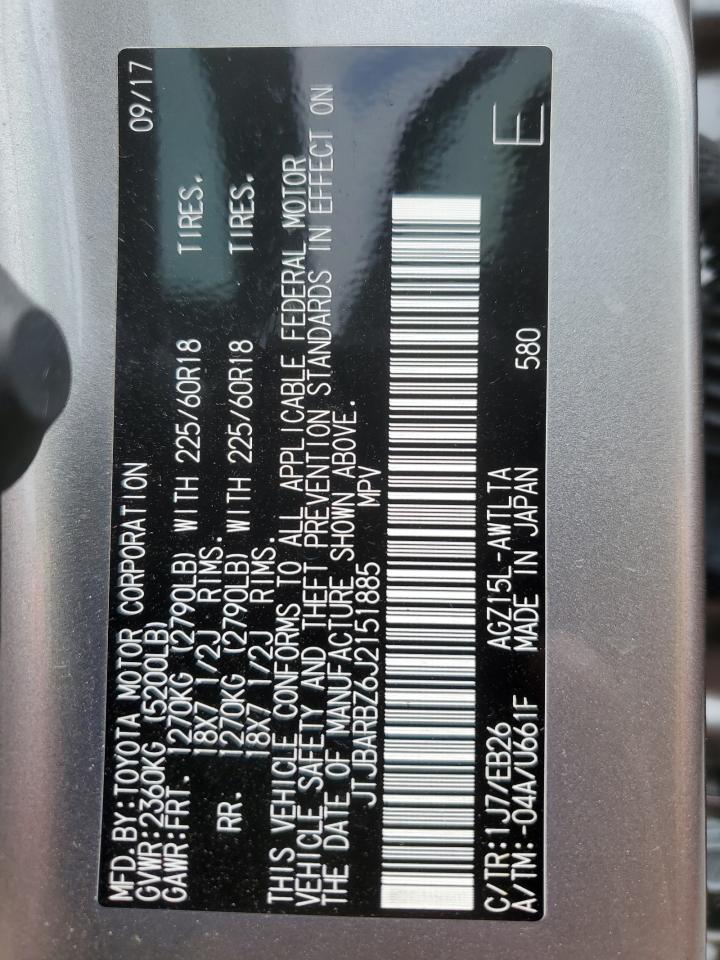 MFD.BY:TOYOTA MOTOR CORPORATION 09/17
GVWR:2360KG (5200LB)
GAWR:FRT. 1270KG (2790LB) WITH 225/60R18 TIRES.
18X7 1/2J RIMS.
RR. 1270KG (2790LB) WITH 225/60R18 TIRES.
18X7 1/2J RIMS.
THIS VEHICLE CONFORMS TO ALL APPLICABLE FEDERAL MOTOR
VEHICLE SAFETY AND THEFT PREVENTION STANDARDS IN EFFECT ON
THE DATE OF MANUFACTURE SHOWN ABOVE.
JTJBARBZ6J2151885 MPV
C/TR:1J7/EB26 AGZ15L-AWTLTA E
A/TM:-04A/U661F MADE IN JAPAN 580